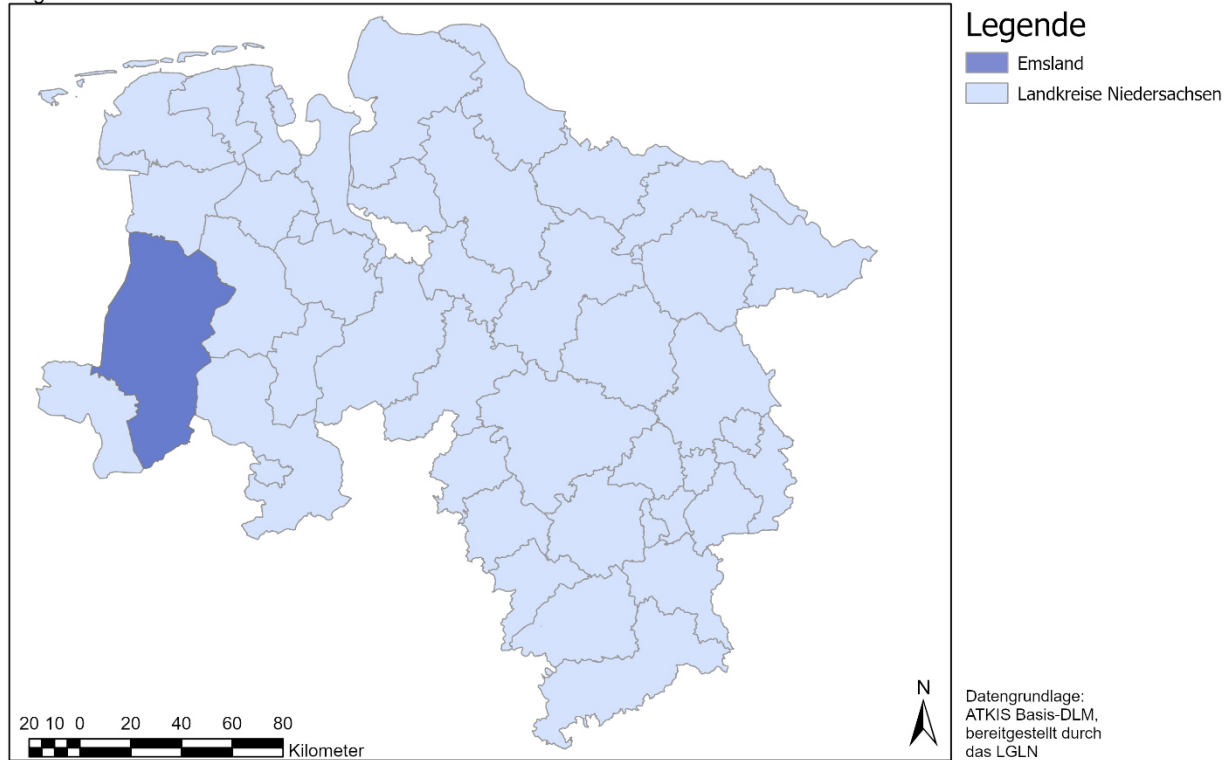 Legende
Emsland
Landkreise Niedersachsen
N
20 10 0 20 40 60 80
Kilometer
Datengrundlage:
ATKIS Basis-DLM,
bereitgestellt durch
das LGLN